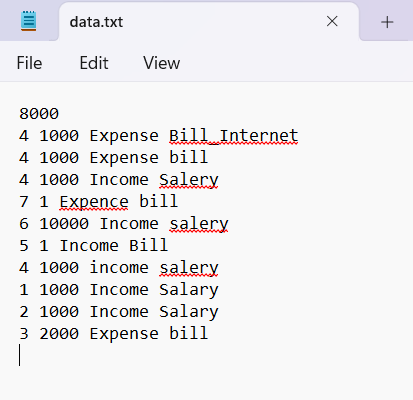 data.txt
File Edit View
8000
4 1000 Expense Bill_Internet
4 1000 Expense bill
4 1000 Income Salery
7 1 Expence bill
6 10000 Income salery
5 1 Income Bill
4 1000 income salery
1 1000 Income Salary
2 1000 Income Salary
3 2000 Expense bill